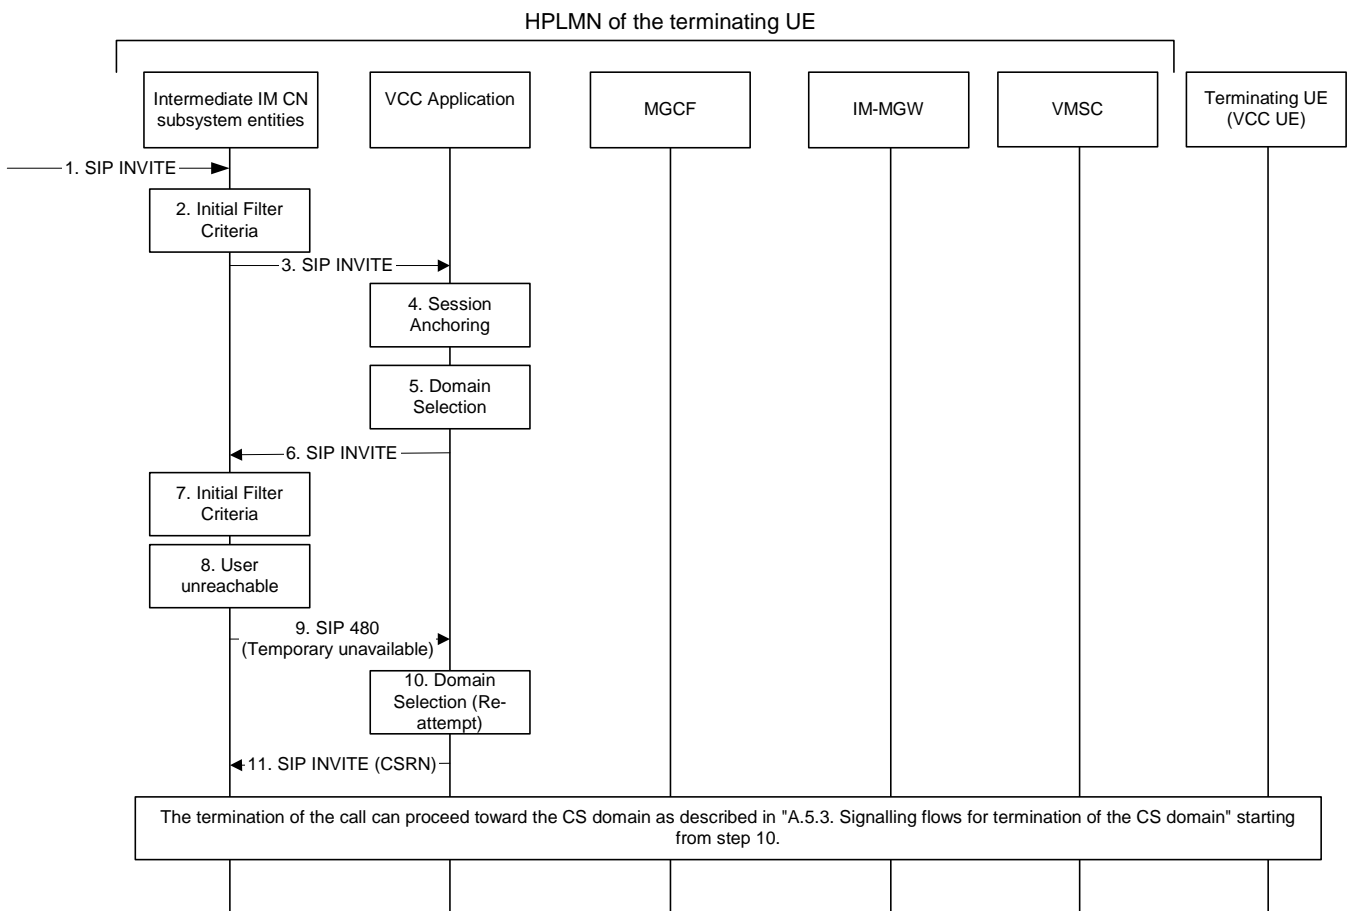 HPLMN of the terminating UE
Intermediate IM CN
subsystem entities
VCC Application
MGCF
IM-MGW
VMSC
Terminating UE
(VCC UE)
1. SIP INVITE
2. Initial Filter
Criteria
3. SIP INVITE
4. Session
Anchoring
5. Domain
Selection
6. SIP INVITE
7. Initial Filter
Criteria
8. User
unreachable
9. SIP 480
(Temporary unavailable)
10. Domain
Selection (Re-
attempt)
11. SIP INVITE (CSRN)
The termination of the call can proceed toward the CS domain as described in "A.5.3. Signalling flows for termination of the CS domain" starting
from step 10.